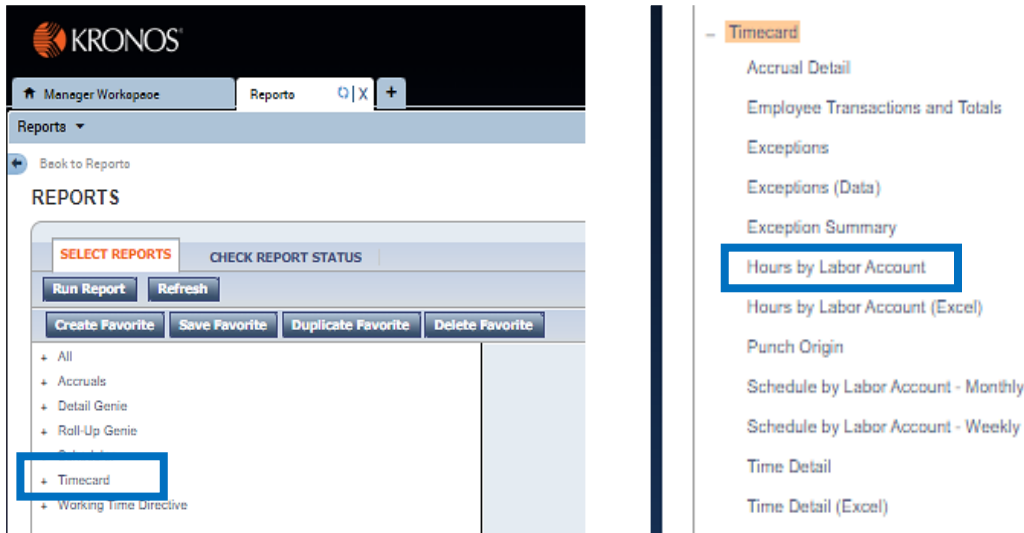 KRONOS
Manager Workspace
Reports
X
+
Reports
Back to Reports
REPORTS
SELECT REPORTS
CHECK REPORT STATUS
Run Report
Refresh
Create Favorite
Save Favorite
Duplicate Favorite
Delete Favorite
+ All
+ Accruals
+ Detail Genie
+ Roll-Up Genie
+ Timecard
+ Working Time Directive
− Timecard
Accrual Detail
Employee Transactions and Totals
Exceptions
Exceptions (Data)
Exception Summary
Hours by Labor Account
Hours by Labor Account (Excel)
Punch Origin
Schedule by Labor Account - Monthly
Schedule by Labor Account - Weekly
Time Detail
Time Detail (Excel)